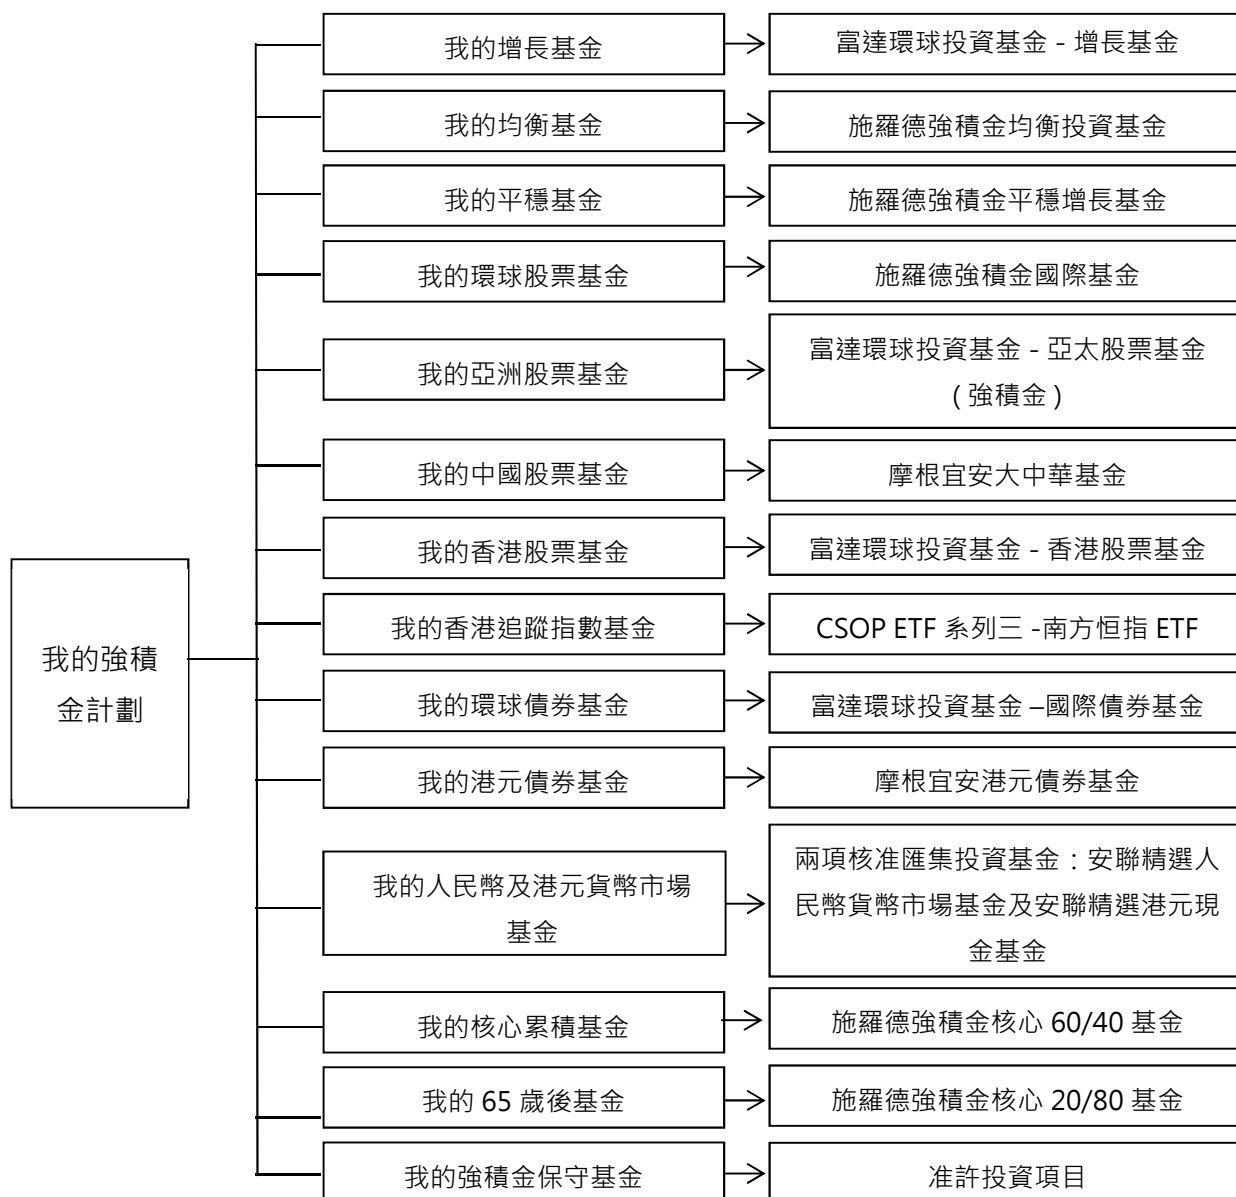 我的增長基金
富達環球投資基金 - 增長基金
我的均衡基金
施羅德強積金均衡投資基金
我的平穩基金
施羅德強積金平穩增長基金
我的環球股票基金
施羅德強積金國際基金
我的亞洲股票基金
富達環球投資基金 - 亞太股票基金
( 強積金 )
我的中國股票基金
摩根宜安大中華基金
我的香港股票基金
富達環球投資基金 - 香港股票基金
我的香港追蹤指數基金
CSOP ETF 系列三 -南方恒指 ETF
我的強積
金計劃
我的環球債券基金
富達環球投資基金 –國際債券基金
我的港元債券基金
摩根宜安港元債券基金
我的人民幣及港元貨幣市場
基金
兩項核准匯集投資基金：安聯精選人
民幣貨幣市場基金及安聯精選港元現
金基金
我的核心累積基金
施羅德強積金核心 60/40 基金
我的 65 歲後基金
施羅德強積金核心 20/80 基金
我的強積金保守基金
准許投資項目